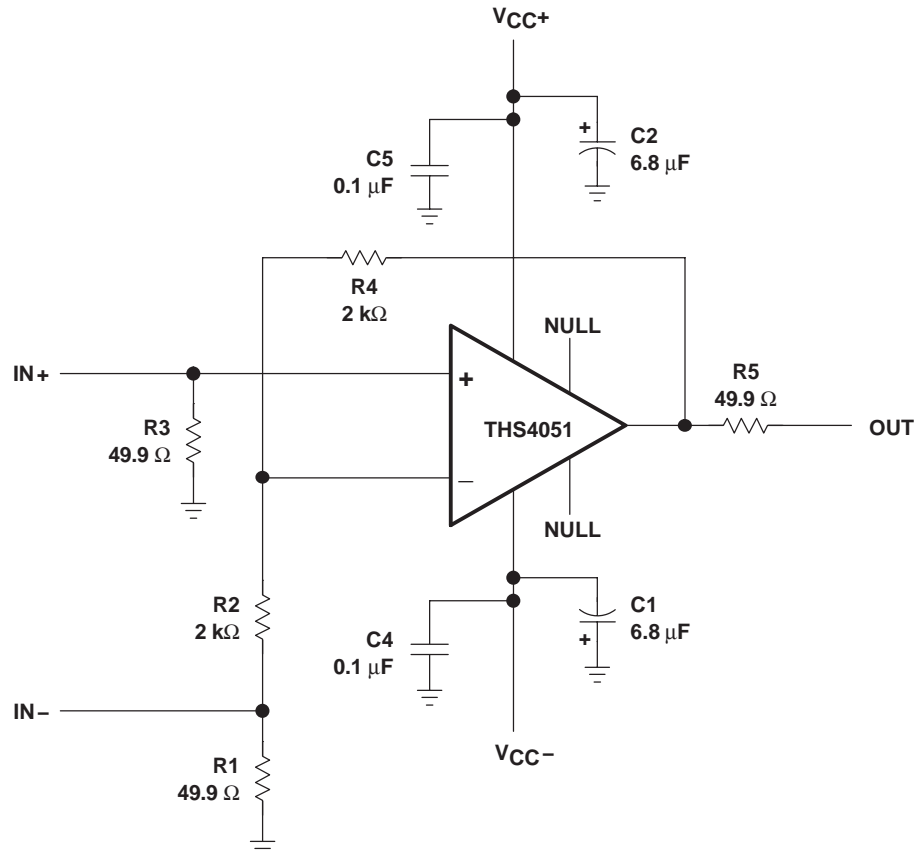 VCC+
C5
0.1 μF
+
C2
6.8 μF
R4
2 kΩ
NULL
IN+
+
R3
49.9 Ω
THS4051
R5
49.9 Ω
OUT
−
NULL
R2
2 kΩ
C4
0.1 μF
C1
6.8 μF
+
IN−
VCC−
R1
49.9 Ω